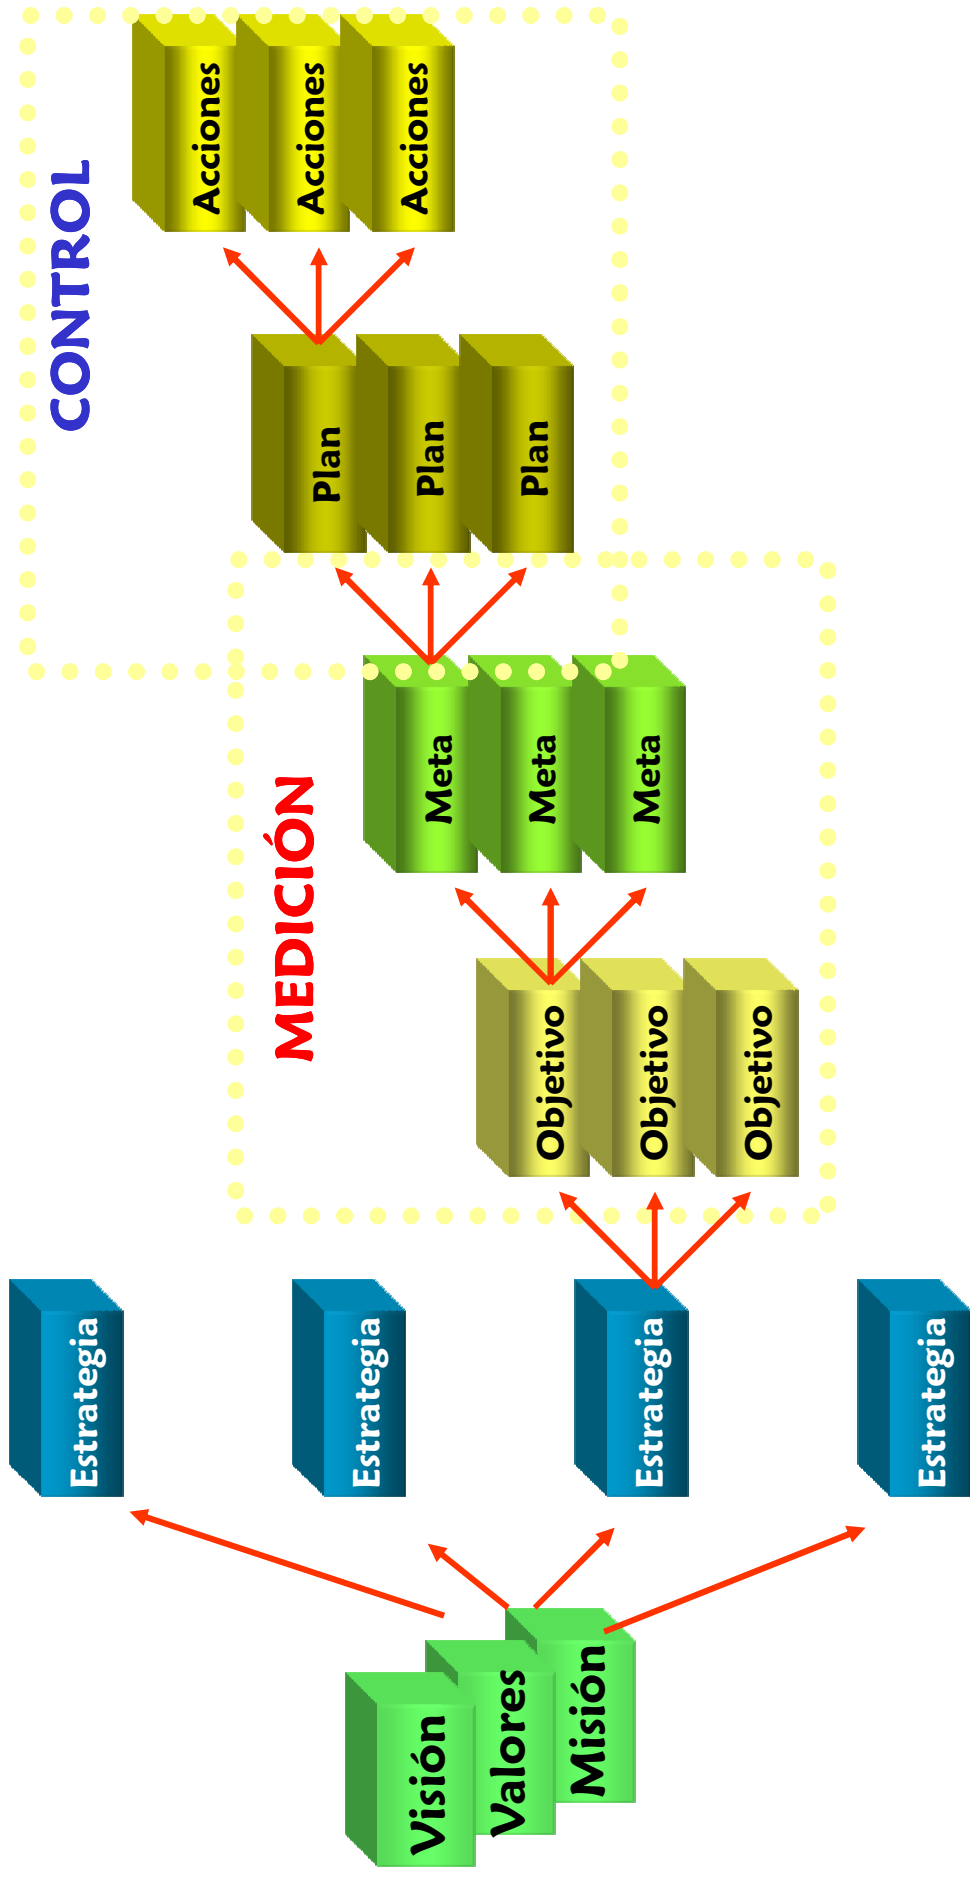 Visión
Valores
Misión
Estrategia
Estrategia
Estrategia
Estrategia
MEDICIÓN
Objetivo
Objetivo
Objetivo
Meta
Meta
Meta
CONTROL
Plan
Plan
Plan
Acciones
Acciones
Acciones